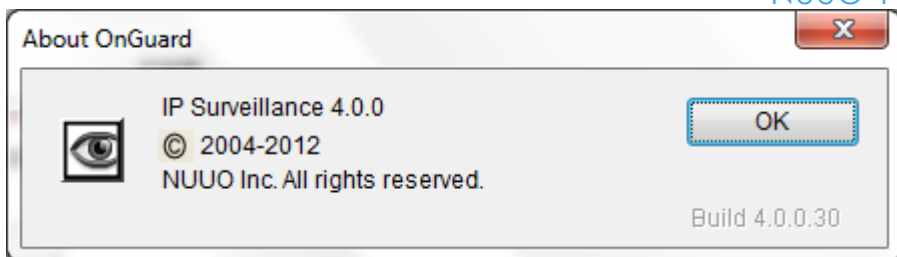 NUUO
About OnGuard
IP Surveillance 4.0.0
© 2004-2012
NUUO Inc. All rights reserved.
OK
Build 4.0.0.30